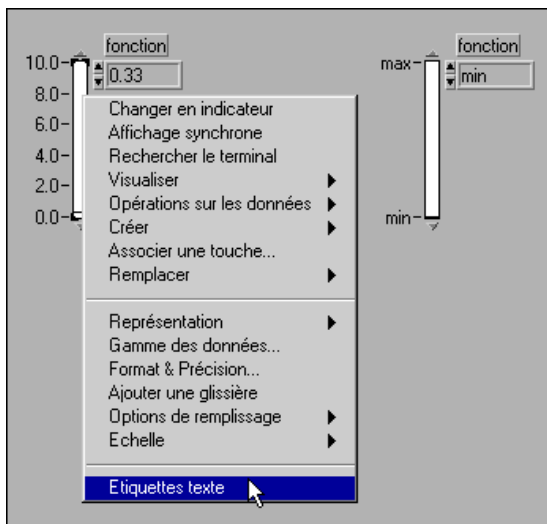 fonction
10.0
0.33
8.0
6.0
4.0
2.0
0.0
Changer en indicateur
Affichage synchrone
Rechercher le terminal
Visualiser
Opérations sur les données
Créer
Associer une touche...
Remplacer
Représentation
Gamme des données...
Format & Précision...
Ajouter une glissière
Options de remplissage
Echelle
Etiquettes texte
fonction
max
min
min